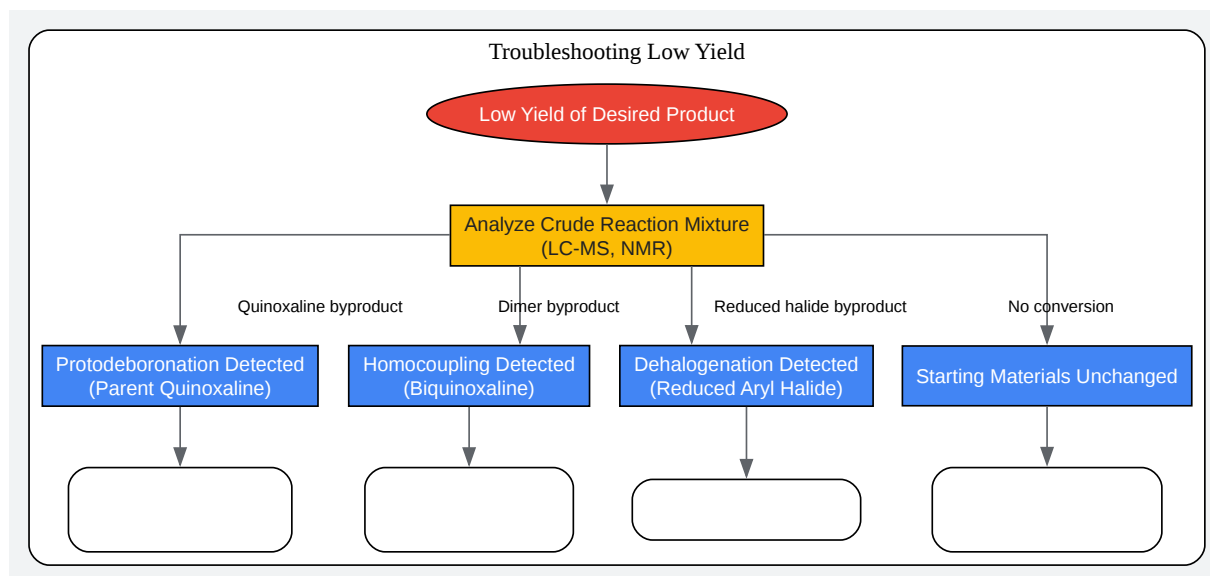 Troubleshooting Low Yield
Low Yield of Desired Product
Analyze Crude Reaction Mixture
(LC-MS, NMR)
Quinoxaline byproduct
Dimer byproduct
Reduced halide byproduct
No conversion
Protodeboronation Detected
(Parent Quinoxaline)
Homocoupling Detected
(Biquinoxaline)
Dehalogenation Detected
(Reduced Aryl Halide)
Starting Materials Unchanged